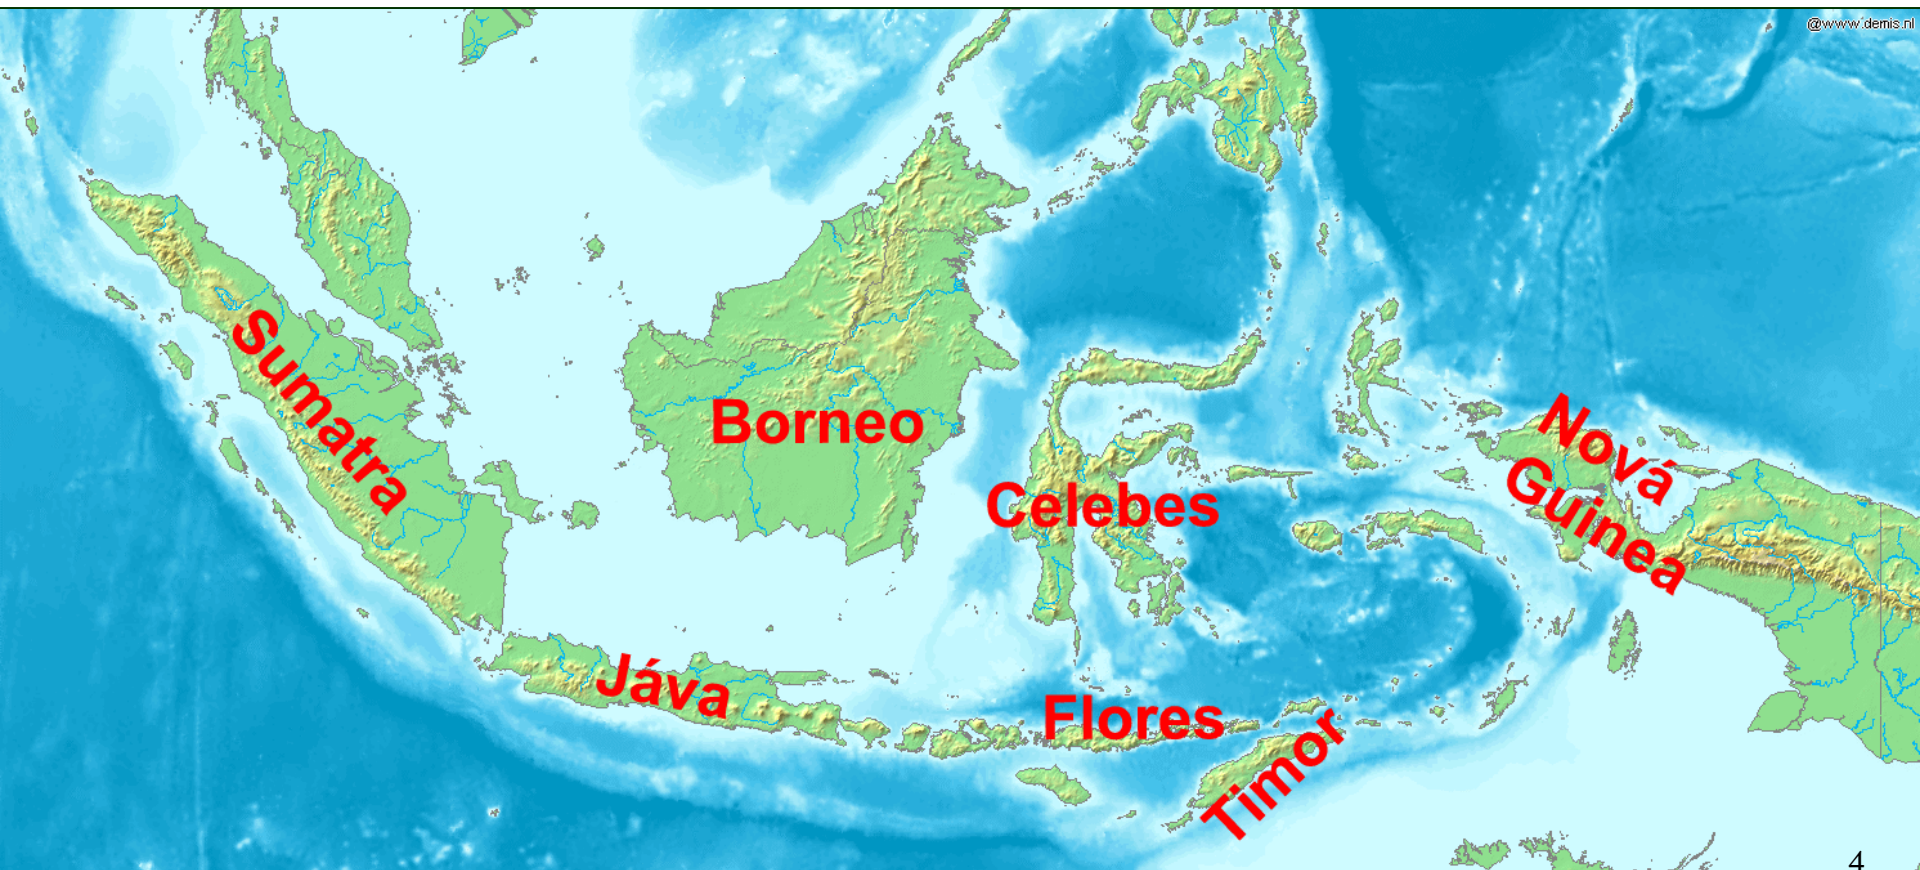 @www.demis.nl
Sumatra
Borneo
Celebes
Nová
Guinea
Jáva
Flores
Timor
4